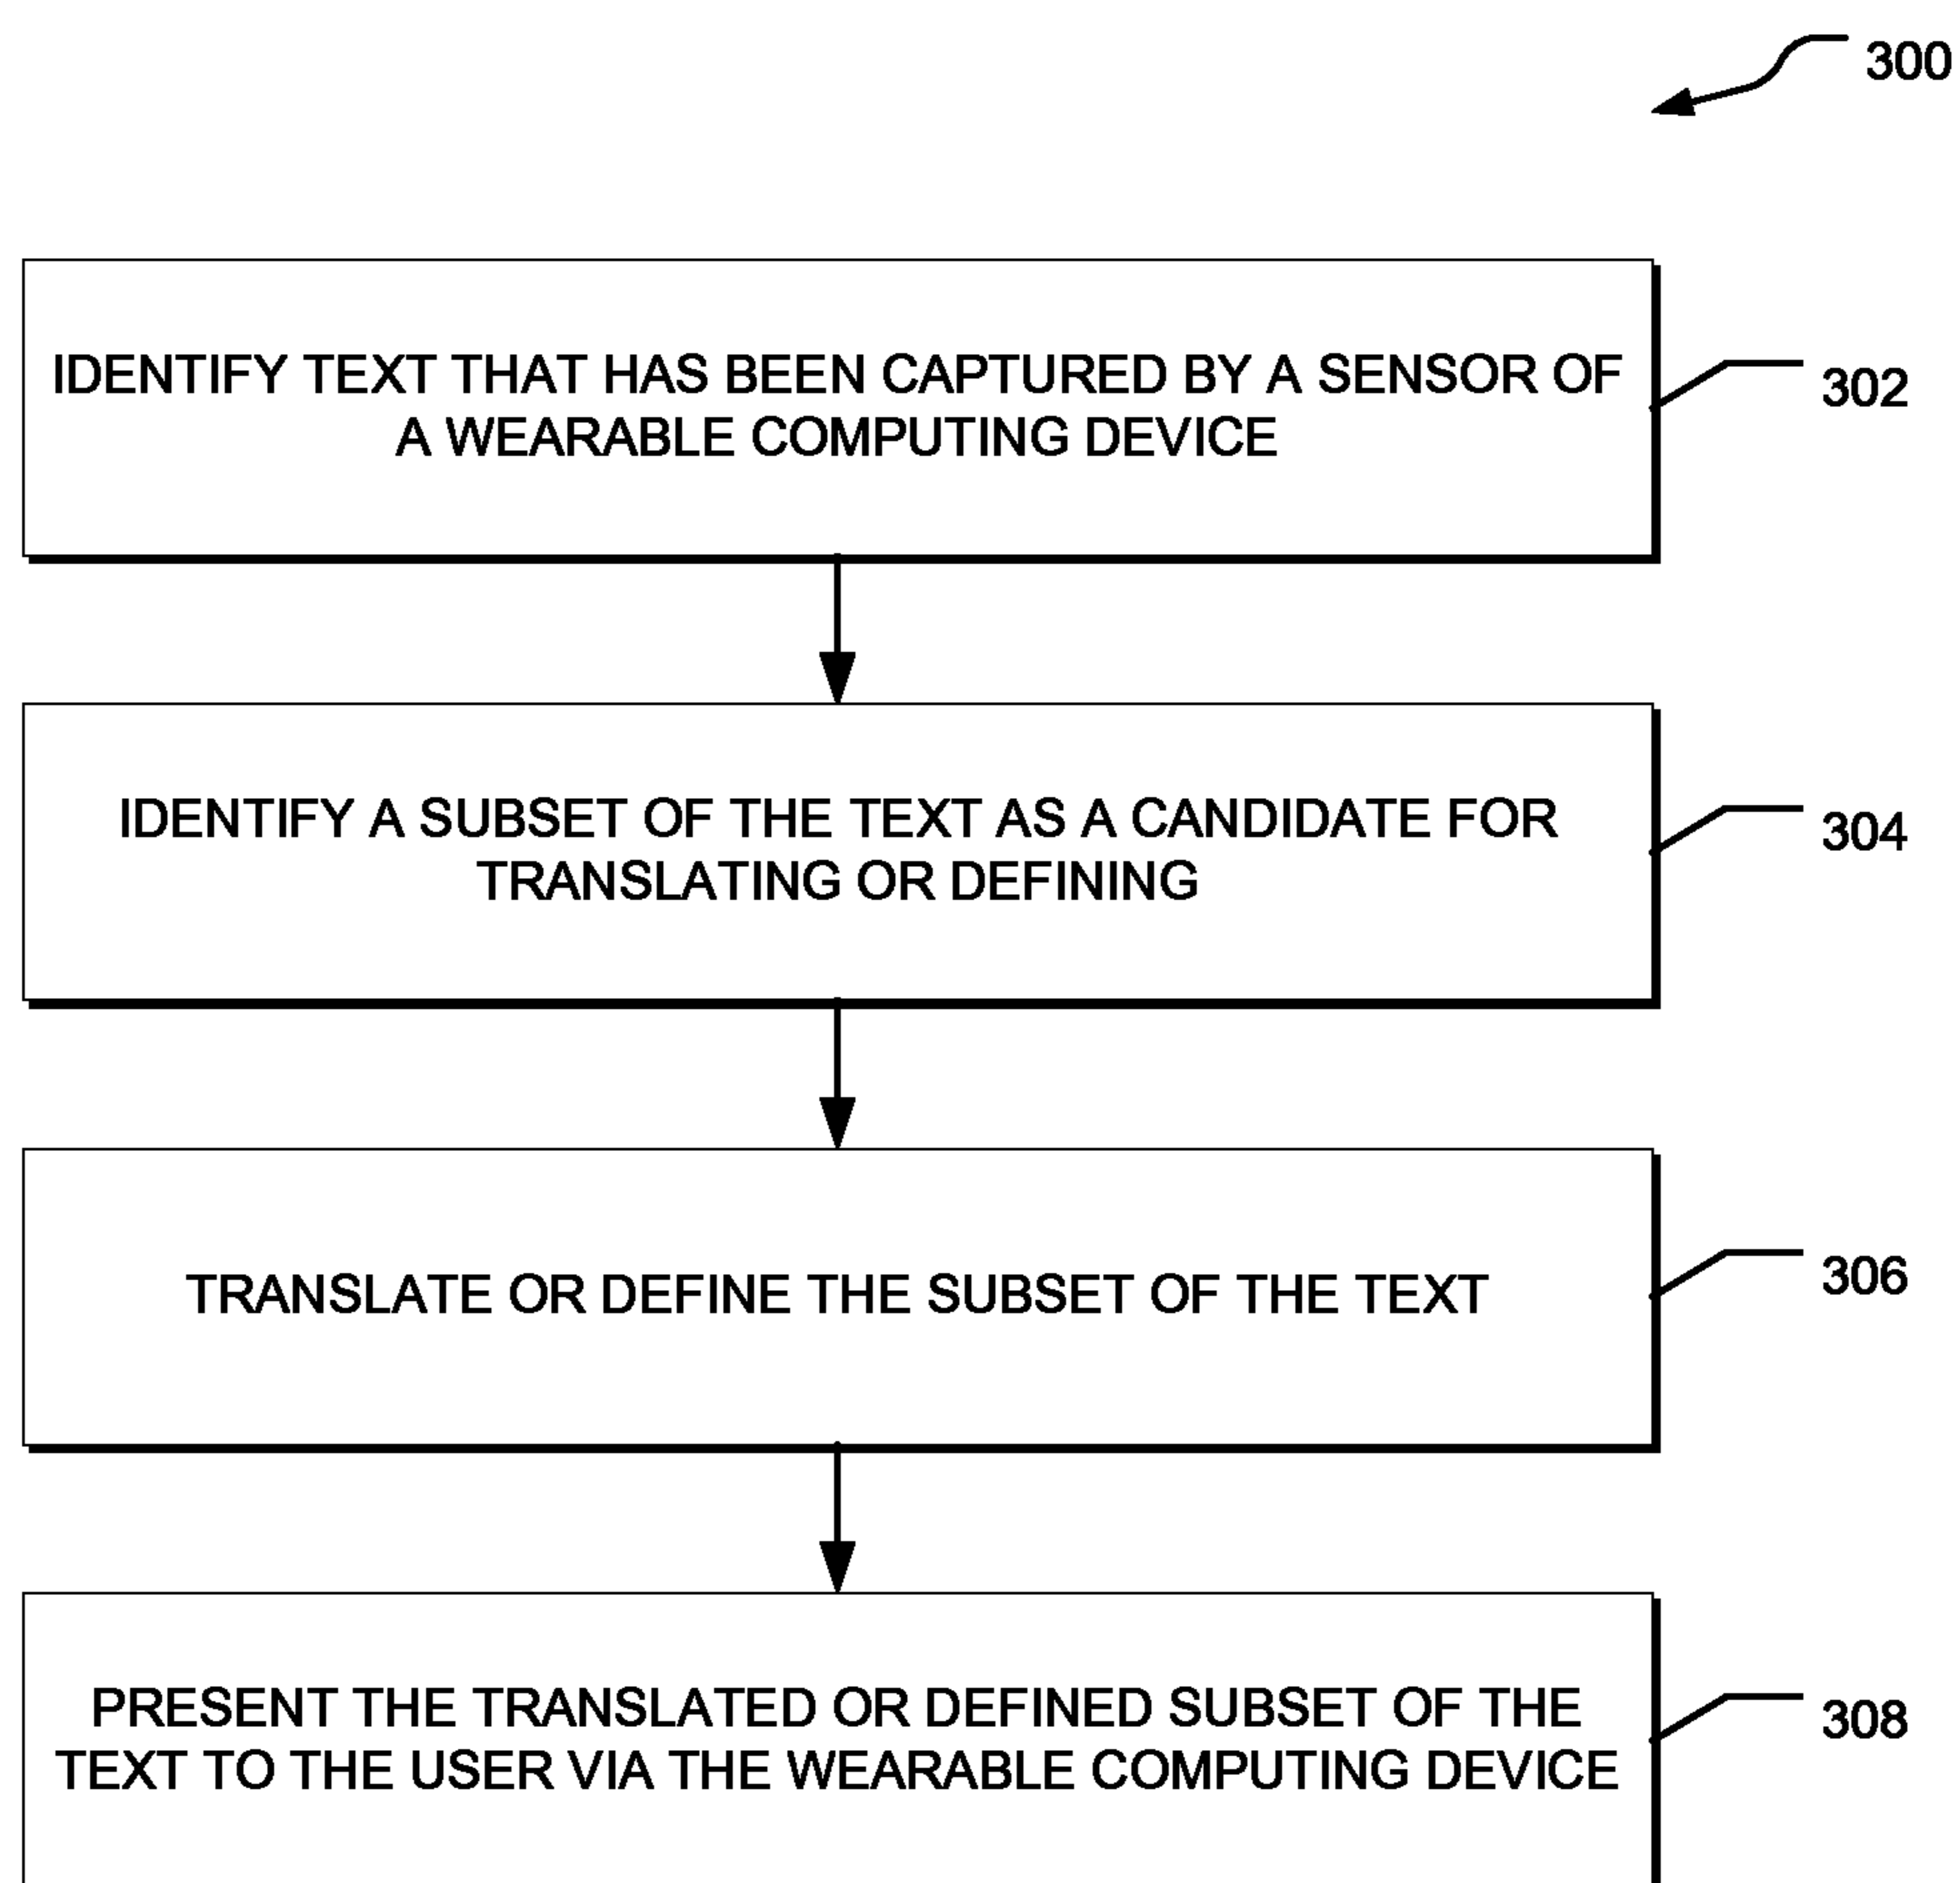 300
IDENTIFY TEXT THAT HAS BEEN CAPTURED BY A SENSOR OF
A WEARABLE COMPUTING DEVICE
302
IDENTIFY A SUBSET OF THE TEXT AS A CANDIDATE FOR
TRANSLATING OR DEFINING
304
TRANSLATE OR DEFINE THE SUBSET OF THE TEXT
306
PRESENT THE TRANSLATED OR DEFINED SUBSET OF THE
TEXT TO THE USER VIA THE WEARABLE COMPUTING DEVICE
308